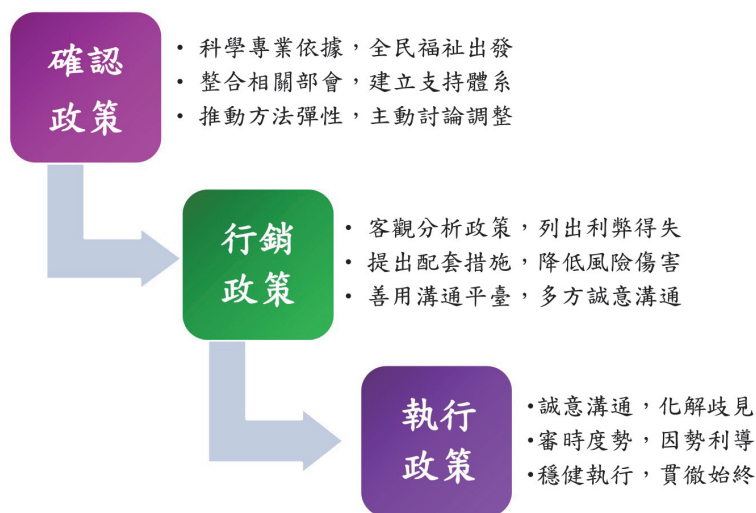 確認
政策
• 科學專業依據，全民福祉出發
• 整合相關部會，建立支持體系
• 推動方法彈性，主動討論調整
行銷
政策
• 客觀分析政策，列出利弊得失
• 提出配套措施，降低風險傷害
• 善用溝通平臺，多方誠意溝通
執行
政策
•誠意溝通，化解歧見
•審時度勢，因勢利導
•穩健執行，貫徹始終